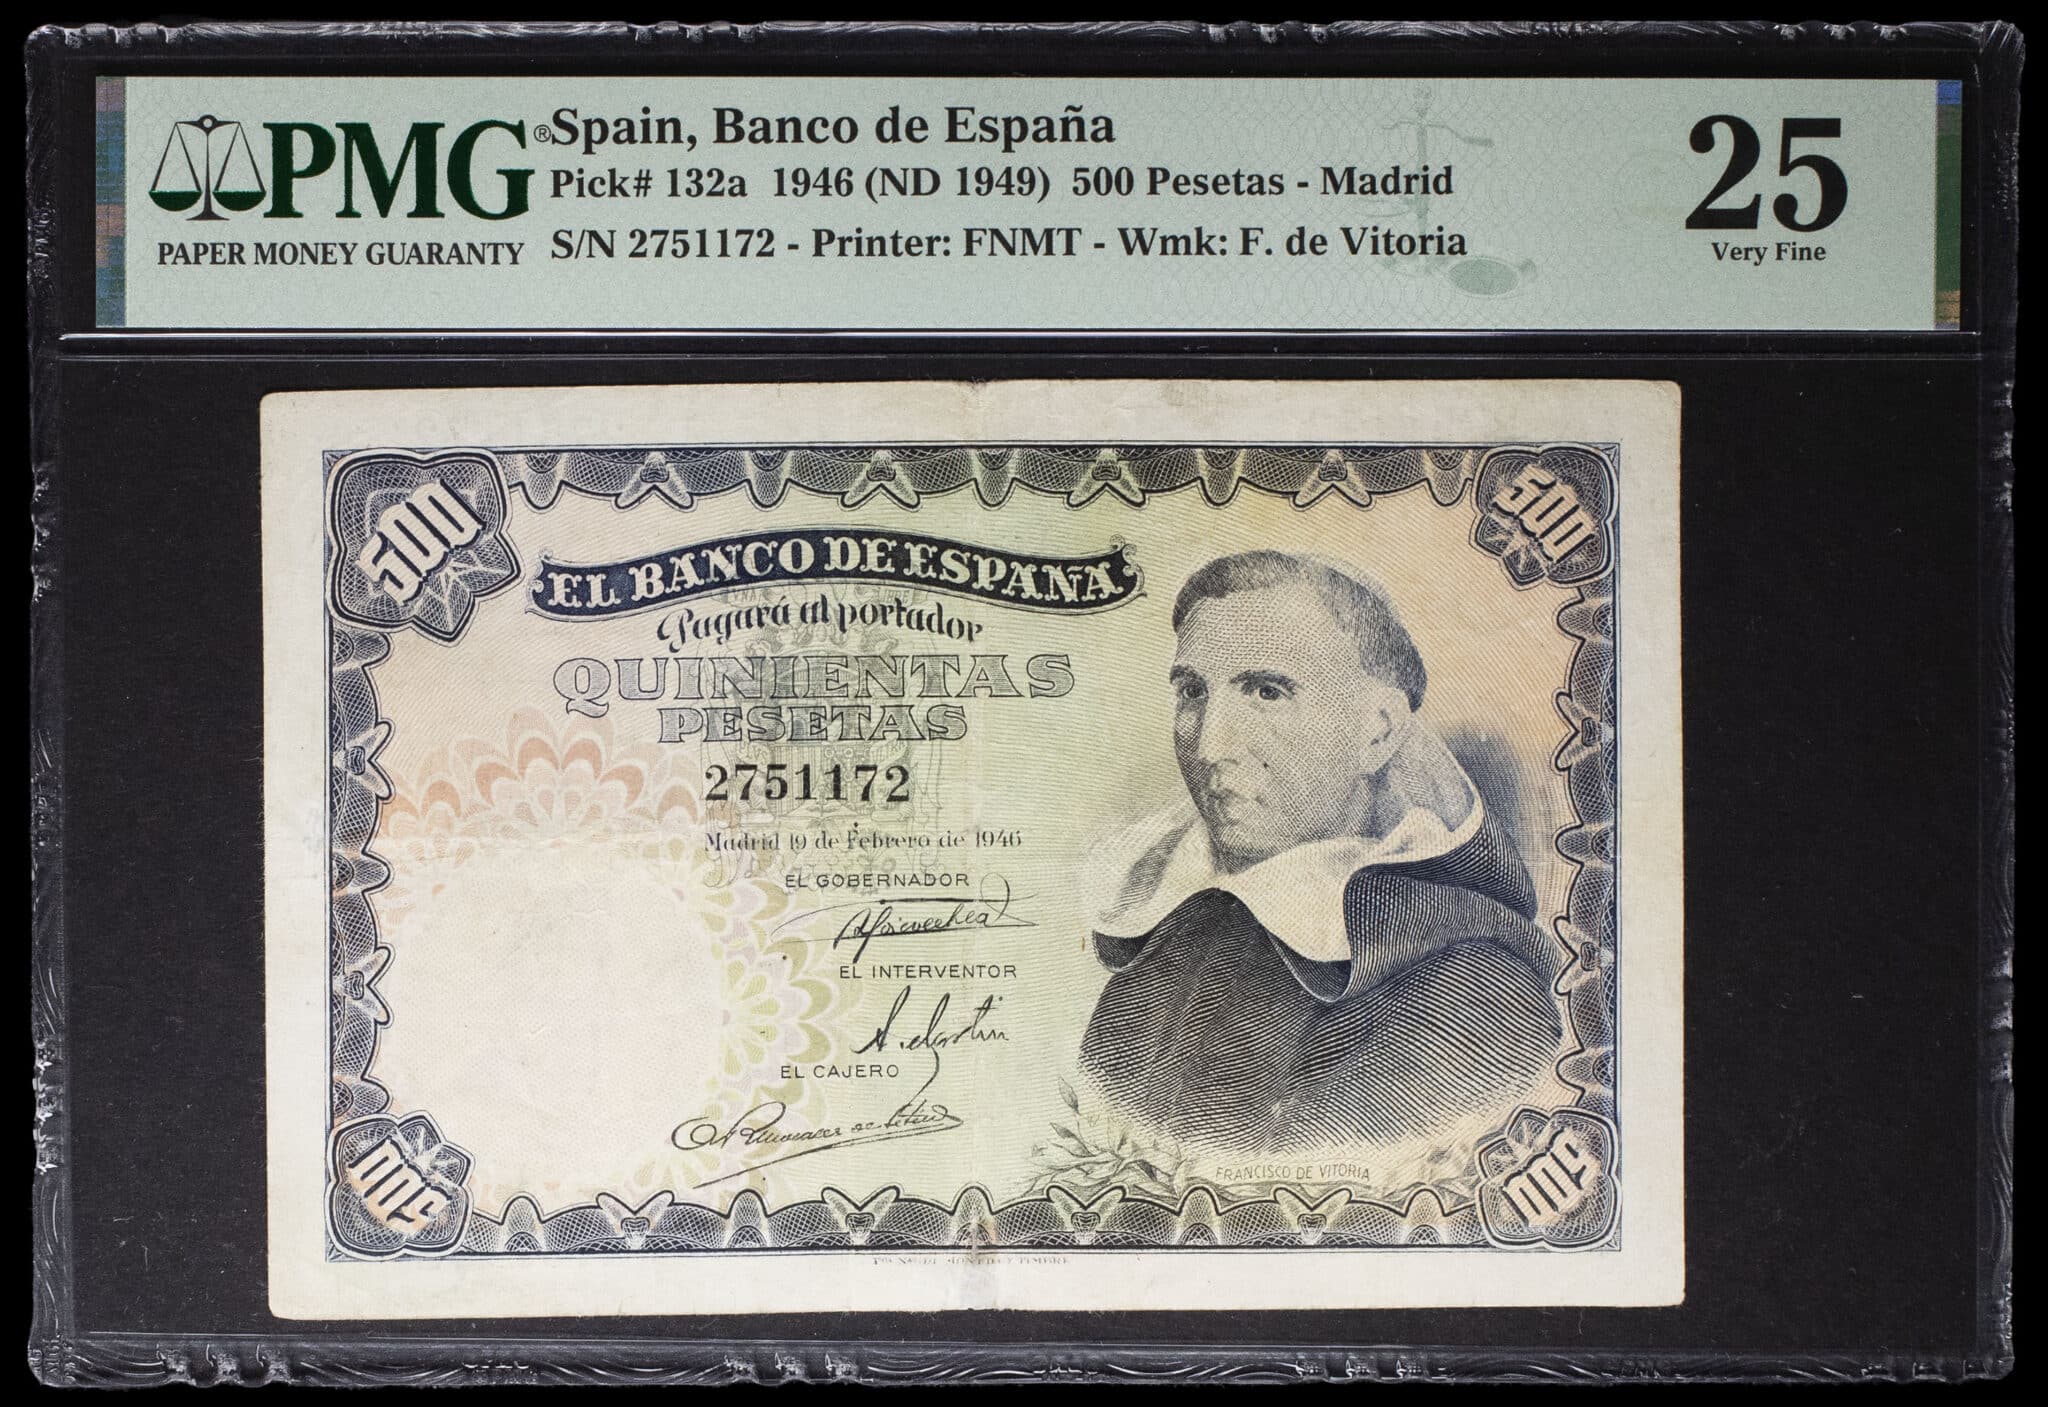 PMG®
PAPER MONEY GUARANTY
Spain, Banco de España
Pick# 132a 1946 (ND 1949) 500 Pesetas - Madrid
S/N 2751172 - Printer: FNMT - Wmk: F. de Vitoria
25
Very Fine
500
500
EL BANCO DE ESPAÑA
Pagará al portador
QUINIENTAS
PESETAS
2751172
Madrid 19 de Febrero de 1946
EL GOBERNADOR
EL INTERVENTOR
EL CAJERO
FRANCISCO DE VITORIA
500
500